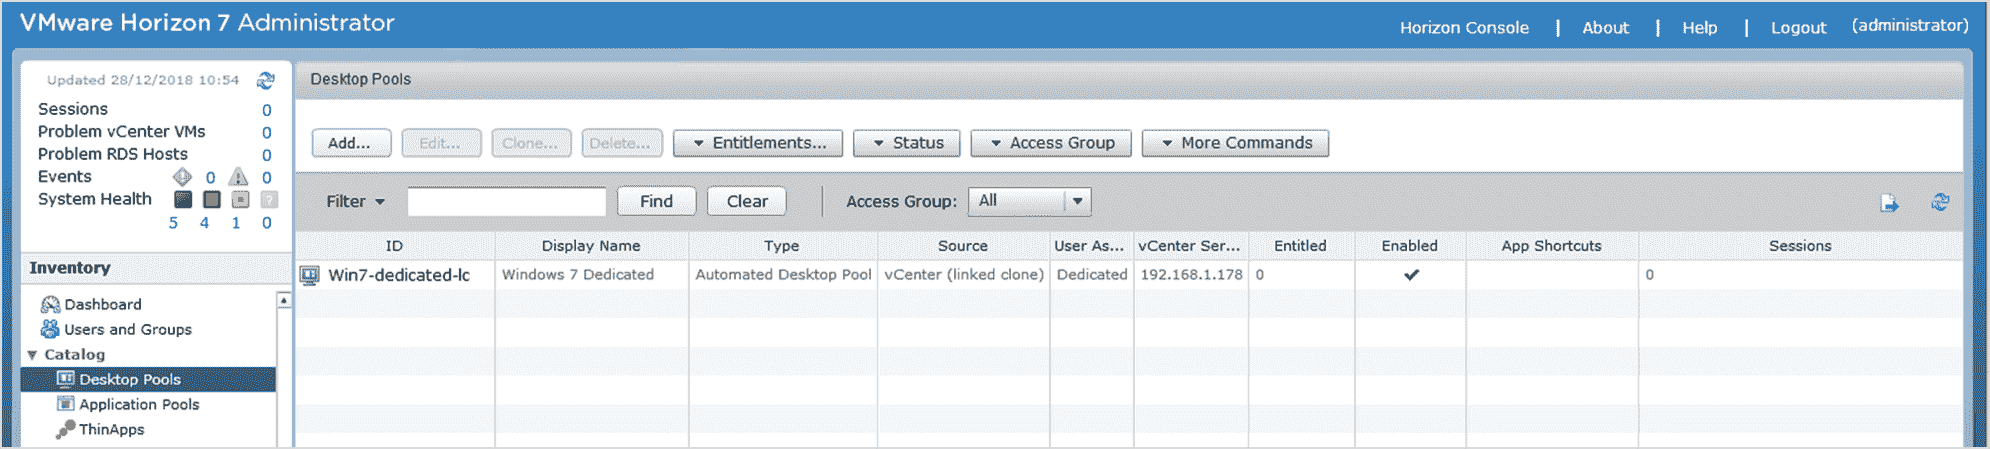 VMware Horizon 7 Administrator
Horizon Console | About | Help | Logout (administrator)
Updated 28/12/2018 10:54
Sessions 0
Problem vCenter VMs 0
Problem RDS Hosts 0
Events 0 0
System Health ?
5 4 1 0
Inventory
Dashboard
Users and Groups
Catalog
Desktop Pools
Application Pools
ThinApps
Desktop Pools
Add... Edit... Clone... Delete... Entitlements... Status Access Group More Commands
Filter Find Clear Access Group: All
ID Display Name Type Source User As... vCenter Ser... Entitled Enabled App Shortcuts Sessions
Win7-dedicated-lc Windows 7 Dedicated Automated Desktop Pool vCenter (linked clone) Dedicated 192.168.1.178 0 ✓ 0